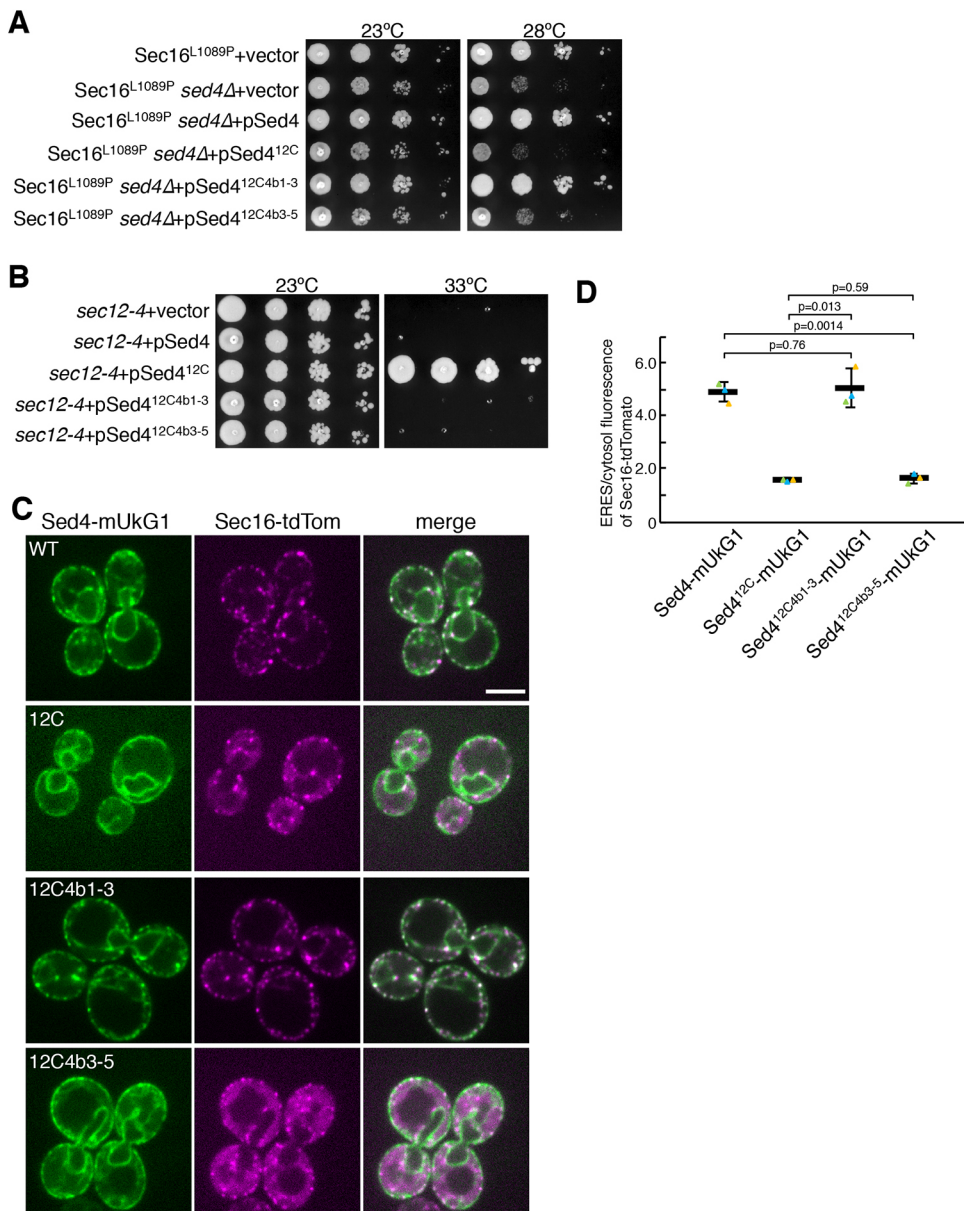 A
23°C 28°C
Sec16L1089P+vector
Sec16L1089P sed4Δ+vector
Sec16L1089P sed4Δ+pSed4
Sec16L1089P sed4Δ+pSed412C
Sec16L1089P sed4Δ+pSed412C4b1-3
Sec16L1089P sed4Δ+pSed412C4b3-5
B
23°C 33°C
sec12-4+vector
sec12-4+pSed4
sec12-4+pSed412C
sec12-4+pSed412C4b1-3
sec12-4+pSed412C4b3-5
C
Sed4-mUkG1 Sec16-tdTom merge
WT
12C
12C4b1-3
12C4b3-5
D
p=0.59
p=0.013
p=0.0014
p=0.76
ERES/cytosol fluorescence
of Sec16-tdTomato
6.0
4.0
2.0
0
Sed4-mUkG1
Sed412C-mUkG1
Sed412C4b1-3-mUkG1
Sed412C4b3-5-mUkG1